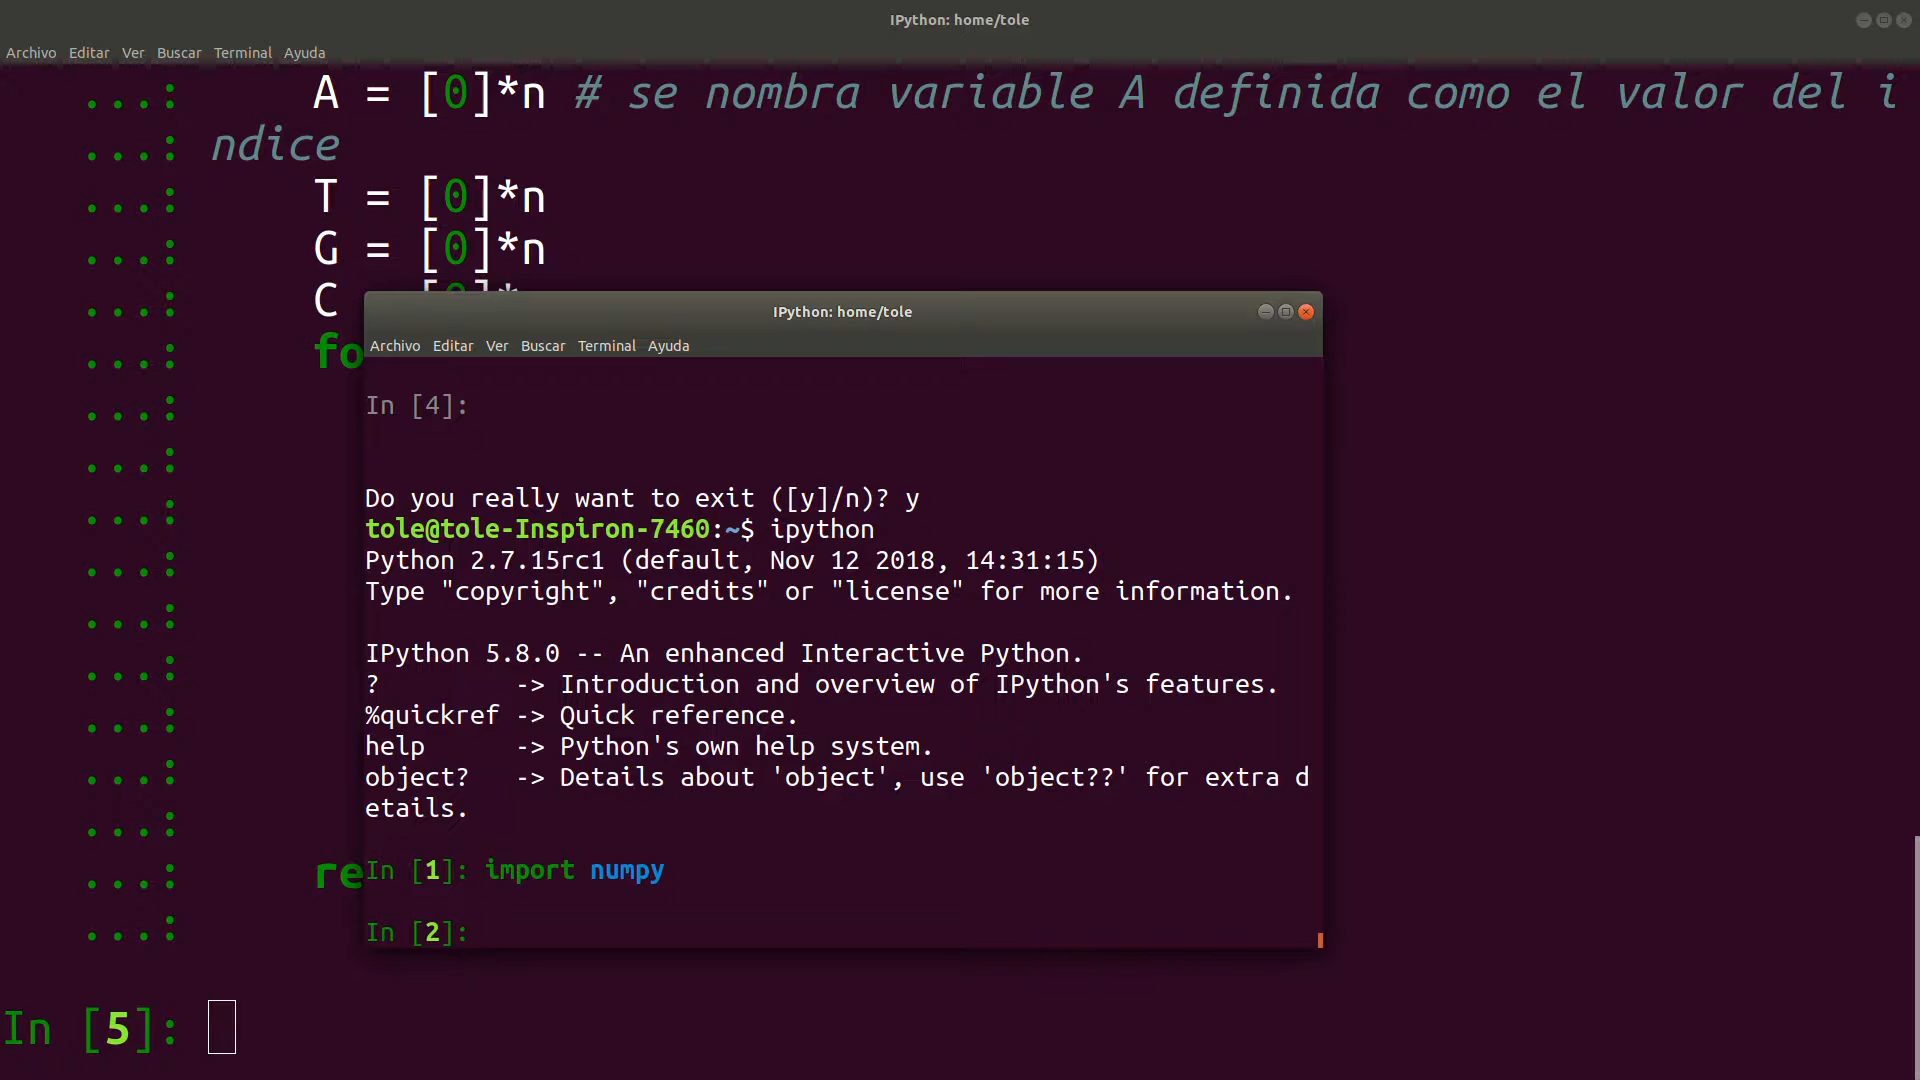 IPython: home/tole
Archivo Editar Ver Buscar Terminal Ayuda
...: A = [0]*n # se nombra variable A definida como el valor del i
...: ndice
...: T = [0]*n
...: G = [0]*n
...: C
...: fo
...:
...:
...:
...:
...:
...:
...:
...:
...:
...: re
...:
In [5]:
IPython: home/tole
Archivo Editar Ver Buscar Terminal Ayuda
In [4]:
Do you really want to exit ([y]/n)? y
tole@tole-Inspiron-7460:~$ ipython
Python 2.7.15rc1 (default, Nov 12 2018, 14:31:15)
Type "copyright", "credits" or "license" for more information.
IPython 5.8.0 -- An enhanced Interactive Python.
? -> Introduction and overview of IPython's features.
%quickref -> Quick reference.
help -> Python's own help system.
object? -> Details about 'object', use 'object??' for extra d
etails.
In [1]: import numpy
In [2]: